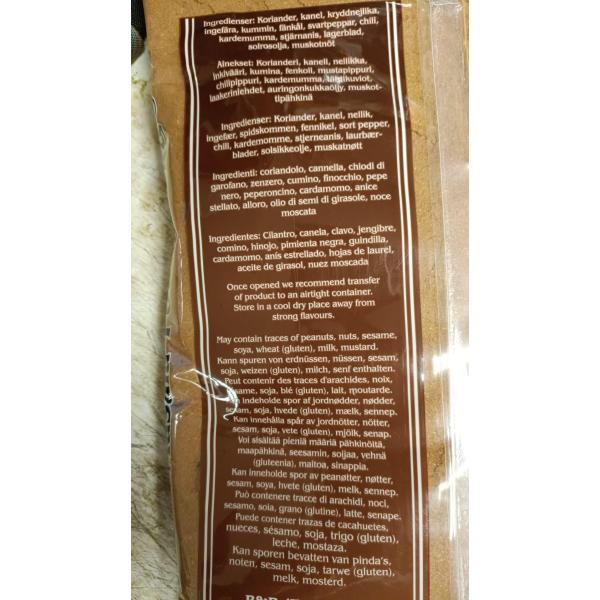 Ingredienser: Koriander, kanel, kryddnejlika,
ingefära, kummin, fänkål, svartpeppar, chili,
kardemumma, stjärnanis, lagerblad,
solrosolja, muskotnöt
Ainekset: Korianderi, kaneli, neilikka,
inkivääri, kumina, fenkoli, mustapippuri,
chilipippuri, kardemumma,
laakerinlehdet, auringonkukkaöljy, muskot-
tipähkinä
Ingredienser: Koriander, kanel, nellik,
ingefær, spidskommen, fennikel, sort pepper,
chili, kardemomme, stjerneanis, laurbær-
blader, solsikkeolje, muskatnøtt
Ingredienti: coriandolo, cannella, chiodi di
garofano, zenzero, cumino, finocchio, pepe
nero, peperoncino, cardamomo, anice
stellato, alloro, olio di semi di girasole, noce
moscata
Ingredientes: Cilantro, canela, clavo, jengibre,
comino, hinojo, pimienta negra, guindilla,
cardamomo, anís estrellado, hojas de laurel,
aceite de girasol, nuez moscada
Once opened we recommend transfer
of product to an airtight container.
Store in a cool dry place away from
strong flavours.
May contain traces of peanuts, nuts, sesame,
soya, wheat (gluten), milk, mustard.
Kann spuren von erdnüssen, nüssen, sesam,
soja, weizen (gluten), milch, senf enthalten.
Peut contenir des traces d'arachides, noix,
sésame, soja, blé (gluten), lait, moutarde.
indeholde spor af jordnødder, nødder,
sesam, soja, hvede (gluten), mælk, sennep.
Kan innehålla spår av jordnötter, nötter,
sesam, soja, vete (gluten), mjölk, senap.
Voi sisältää pieniä määriä pähkinöitä,
maapähkinä, seesamin, soijaa, vehnä
(gluteenia), maitoa, sinappia.
Kan inneholde spor av peanøtter, nøtter,
sesam, soya, hvete (gluten), melk, sennep.
Può contenere tracce di arachidi, noci,
sesamo, soia, grano (glutine), latte, senape.
Puede contener trazas de cacahuetes,
nueces, sésamo, soja, trigo (gluten),
leche, mostaza.
Kan sporen bevatten van pinda's,
noten, sesam, soja, tarwe (gluten),
melk, mosterd.